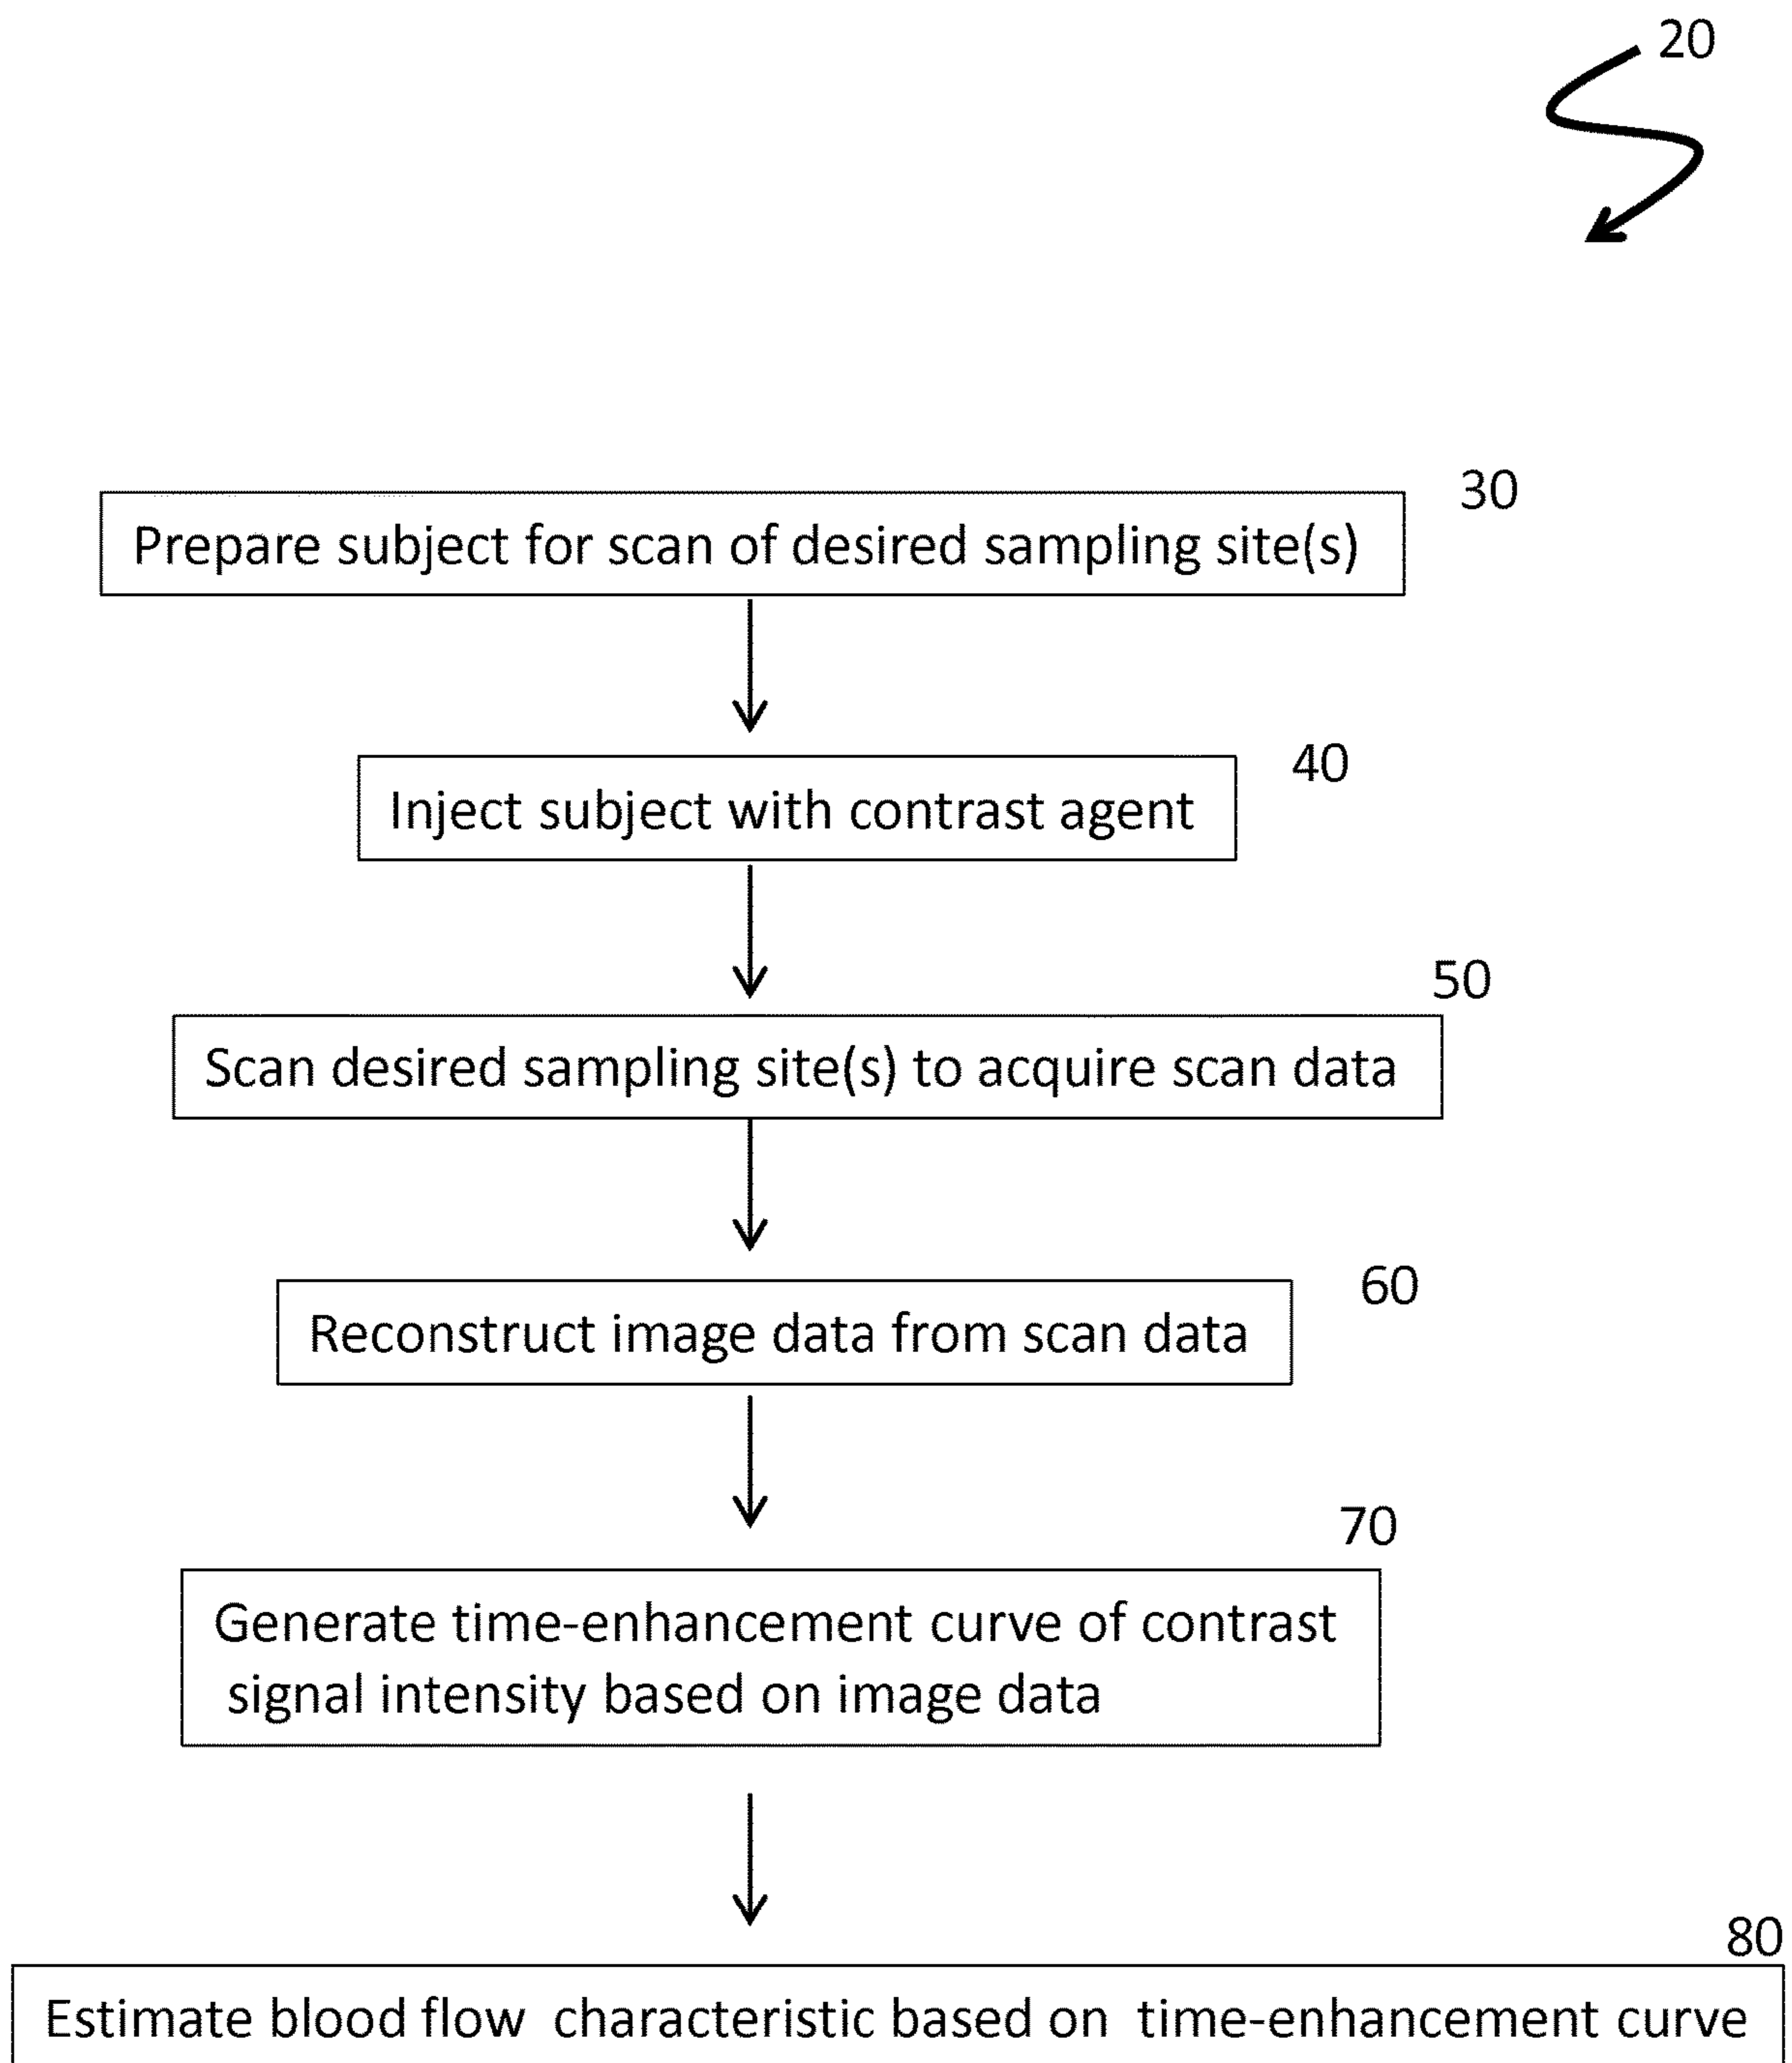 20
30
Prepare subject for scan of desired sampling site(s)
40
Inject subject with contrast agent
50
Scan desired sampling site(s) to acquire scan data
60
Reconstruct image data from scan data
70
Generate time-enhancement curve of contrast
signal intensity based on image data
80
Estimate blood flow characteristic based on time-enhancement curve